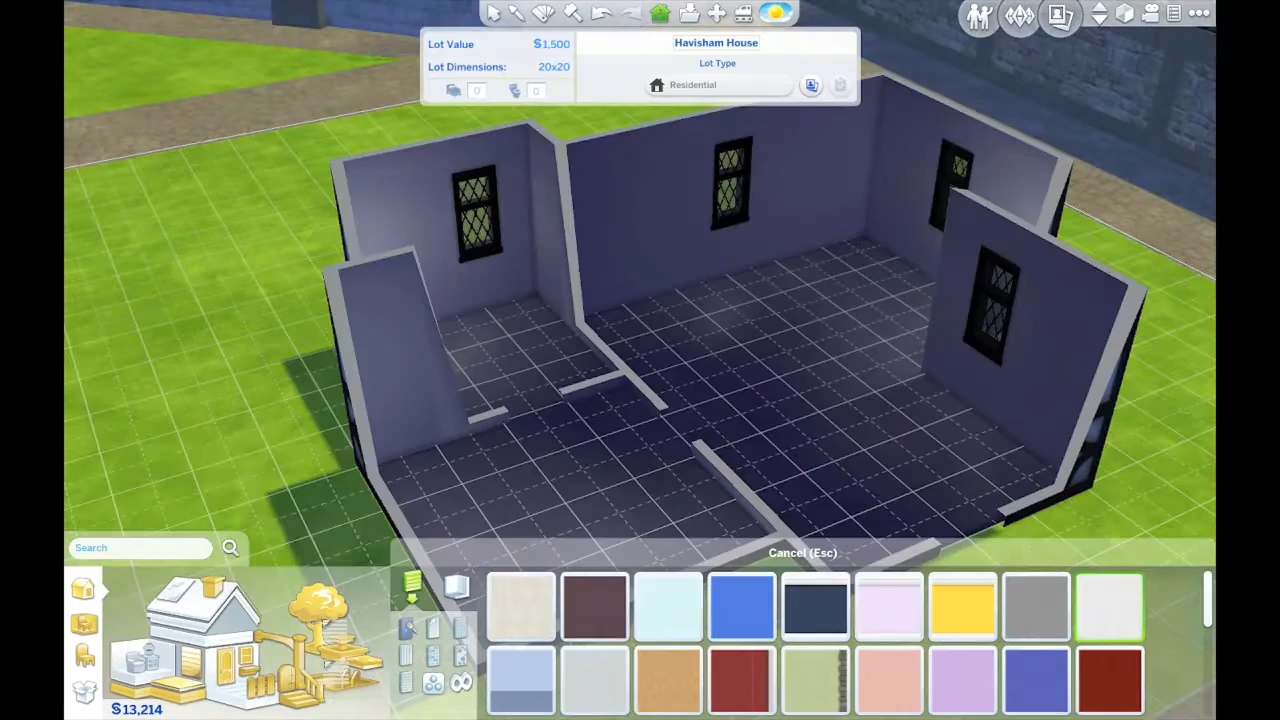 Lot Value §1,500
Lot Dimensions: 20x20
0 0
Havisham House
Lot Type
Residential
Cancel (Esc)
Search
§13,214